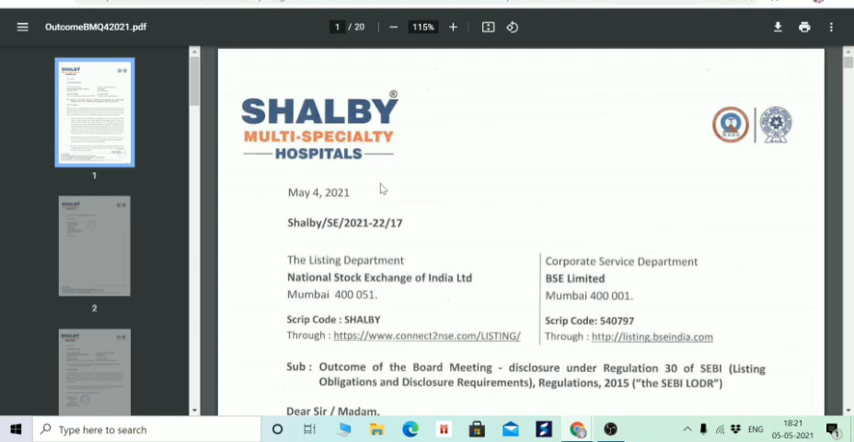 OutcomeBMQ42021.pdf
1 / 20
115%
1
2
SHALBY®
MULTI-SPECIALTY
HOSPITALS
May 4, 2021
Shalby/SE/2021-22/17
The Listing Department
National Stock Exchange of India Ltd
Mumbai 400 051.
Scrip Code : SHALBY
Through : https://www.connect2nse.com/LISTING/
Corporate Service Department
BSE Limited
Mumbai 400 001.
Scrip Code: 540797
Through : http://listing.bseindia.com
Sub : Outcome of the Board Meeting - disclosure under Regulation 30 of SEBI (Listing
Obligations and Disclosure Requirements), Regulations, 2015 ("the SEBI LODR")
Dear Sir / Madam,
Type here to search
ENG
18:21
05-05-2021